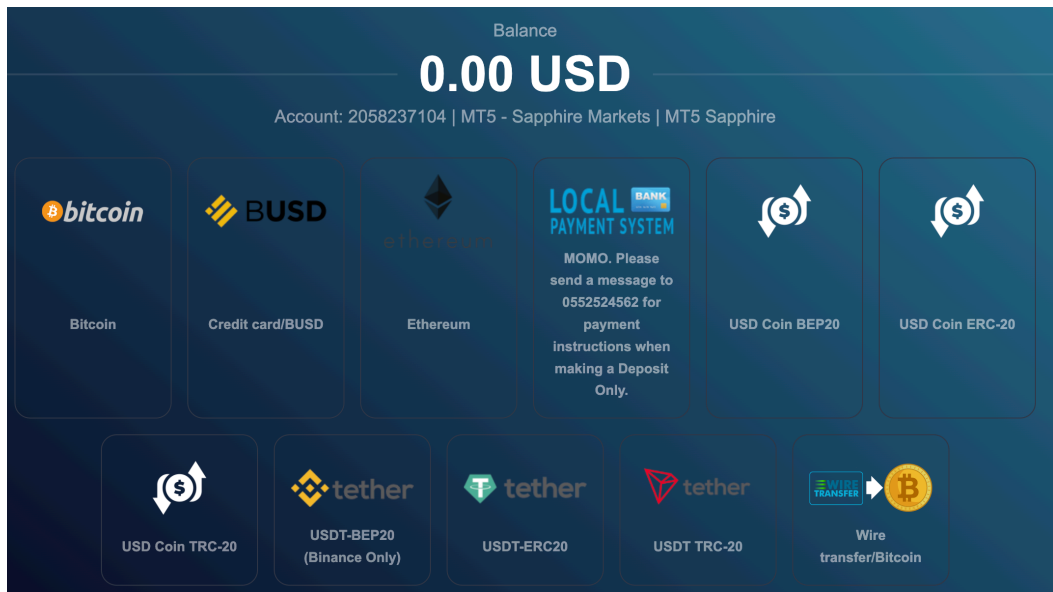 Balance
0.00 USD
Account: 2058237104 | MT5 - Sapphire Markets | MT5 Sapphire
bitcoin
Bitcoin
BUSD
Credit card/BUSD
ethereum
Ethereum
LOCAL BANK
PAYMENT SYSTEM
MOMO. Please
send a message to
0552524562 for
payment
instructions when
making a Deposit
Only.
$
USD Coin BEP20
$
USD Coin ERC-20
$
USD Coin TRC-20
tether
USDT-BEP20
(Binance Only)
tether
USDT-ERC20
tether
USDT TRC-20
WIRE
TRANSFER
Wire
transfer/Bitcoin